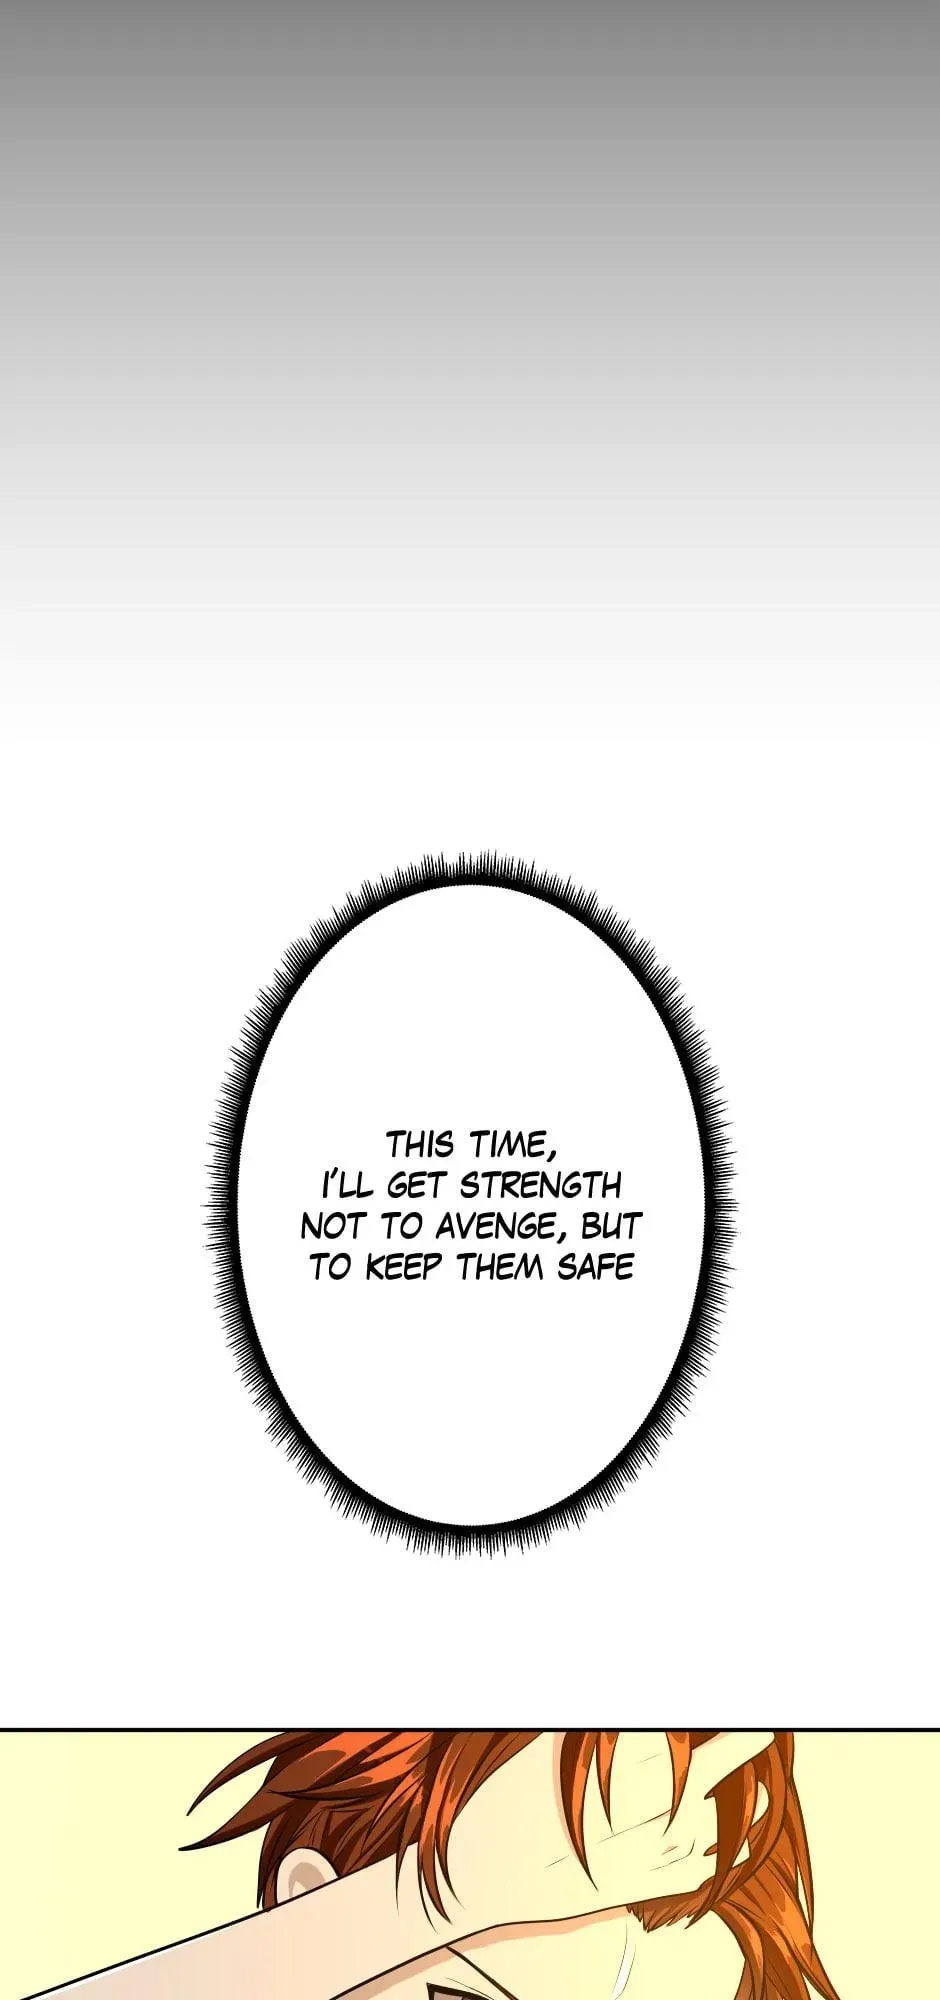 THIS TIME,
I'LL GET STRENGTH
NOT TO AVENGE, BUT
TO KEEP THEM SAFE